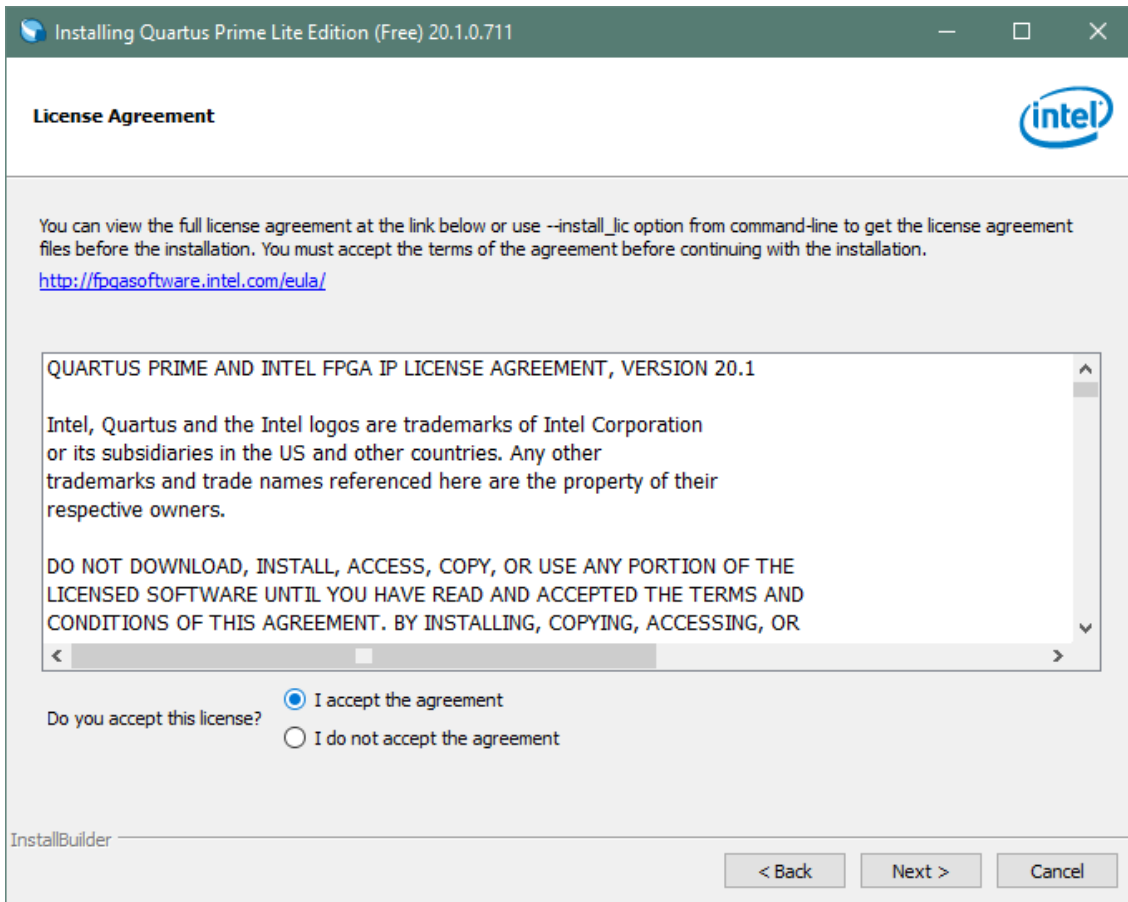 Installing Quartus Prime Lite Edition (Free) 20.1.0.711
License Agreement
intel
You can view the full license agreement at the link below or use --install_lic option from command-line to get the license agreement
files before the installation. You must accept the terms of the agreement before continuing with the installation.
http://fpgasoftware.intel.com/eula/
QUARTUS PRIME AND INTEL FPGA IP LICENSE AGREEMENT, VERSION 20.1
Intel, Quartus and the Intel logos are trademarks of Intel Corporation
or its subsidiaries in the US and other countries. Any other
trademarks and trade names referenced here are the property of their
respective owners.
DO NOT DOWNLOAD, INSTALL, ACCESS, COPY, OR USE ANY PORTION OF THE
LICENSED SOFTWARE UNTIL YOU HAVE READ AND ACCEPTED THE TERMS AND
CONDITIONS OF THIS AGREEMENT. BY INSTALLING, COPYING, ACCESSING, OR
Do you accept this license?
I accept the agreement
I do not accept the agreement
InstallBuilder
< Back Next > Cancel